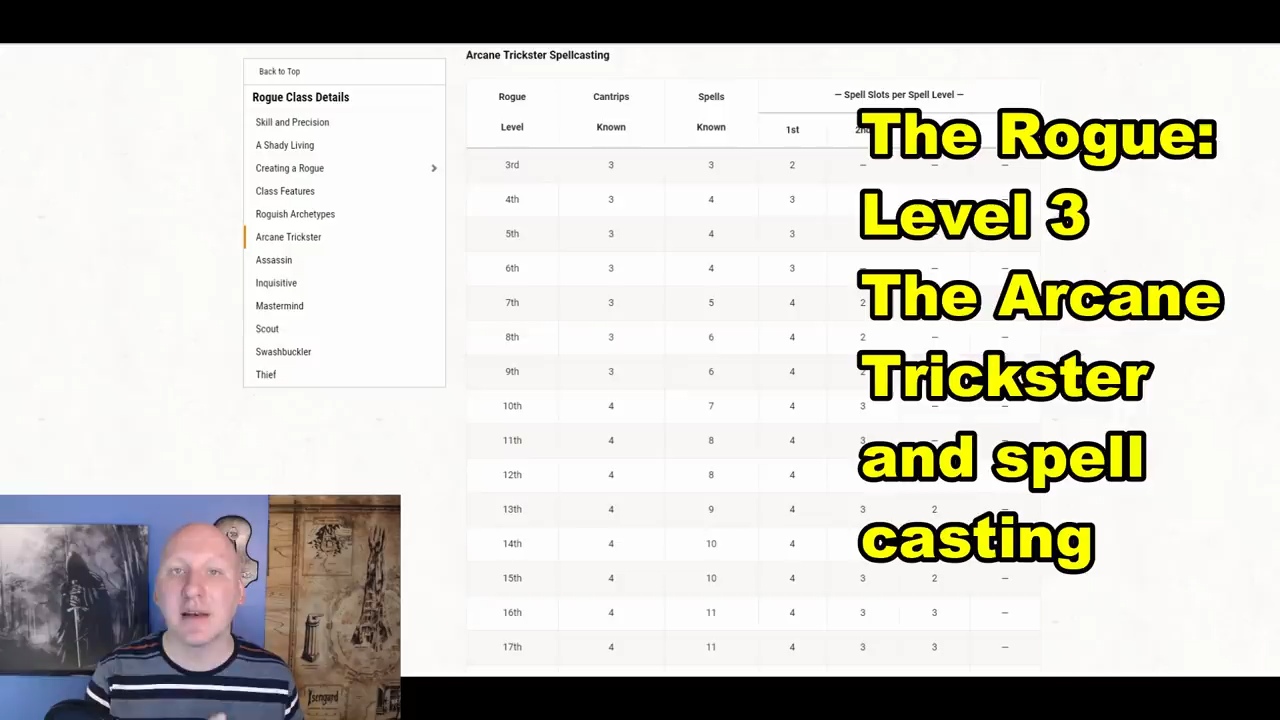 Arcane Trickster Spellcasting
Back to Top
Rogue Class Details
Skill and Precision
A Shady Living
Creating a Rogue
Class Features
Roguish Archetypes
Arcane Trickster
Assassin
Inquisitive
Mastermind
Scout
Swashbuckler
Thief
Rogue Level Cantrips Known Spells Known — Spell Slots per Spell Level —
1st
3rd 3 3 2 — — —
4th 3 4 3
5th 3 4 3
6th 3 4 3 — — —
7th 3 5 4 2
8th 3 6 4 2 — —
9th 3 6 4
10th 4 7 4 3 — —
11th 4 8 4 3
12th 4 8 4
13th 4 9 4 3 2 —
14th 4 10 4
15th 4 10 4 3 2 —
16th 4 11 4 3 3 —
17th 4 11 4 3 3 —
The Rogue:
Level 3
The Arcane
Trickster
and spell
casting
Isengard